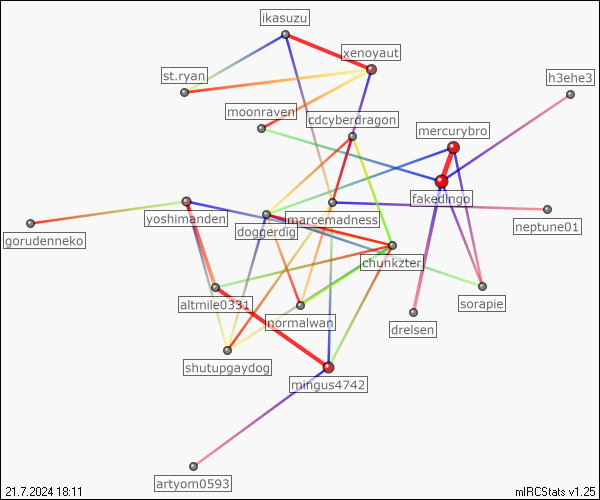 ikasuzu
xenoyaut
st.ryan
h3ehe3
moonraven
cdcyberdragon
mercurybro
fakedingo
yoshimanden
marcemadness
neptune01
doggerdig
gorudenneko
chunkzter
altmile0331
sorapie
normalwan
drelsen
shutupgaydog
mingus4742
artyom0593
21.7.2024 18:11
mIRCStats v1.25